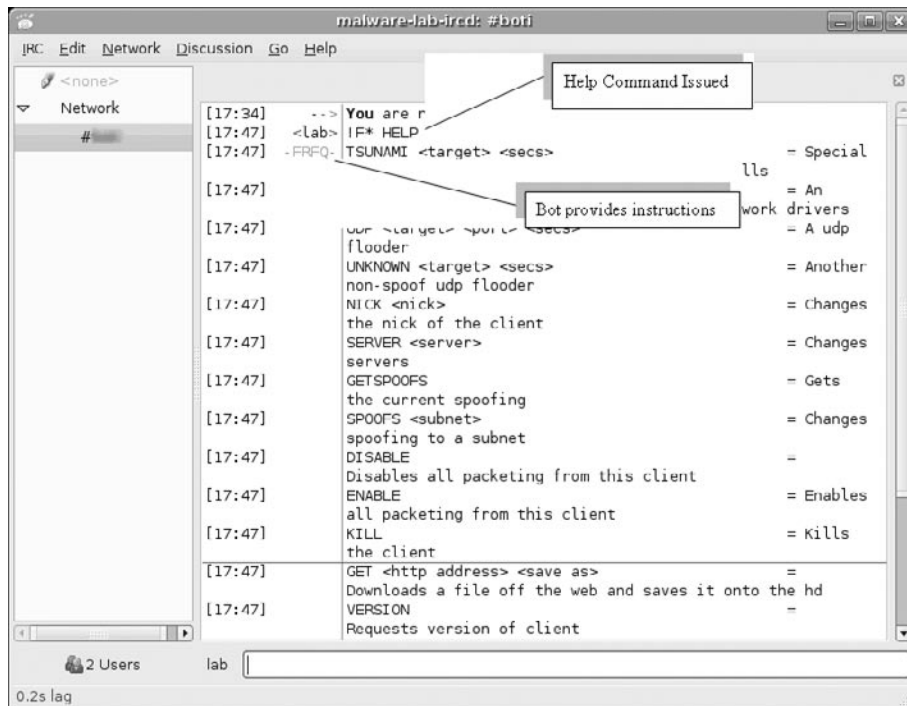 malware-lab-ircd: #boti
IRC Edit Network Discussion Go Help
<none>
Network
#
Help Command Issued
[17:34] --> You are
[17:47] <lab> !F* HELP
[17:47] -FRFQ- TSUNAMI <target> <secs> = Special
lls
[17:47] = An
Bot provides instructions
work drivers
[17:47] UDP <target> <port> <secs> = A udp
flooder
[17:47] UNKNOWN <target> <secs> = Another
non-spoof udp flooder
[17:47] NICK <nick> = Changes
the nick of the client
[17:47] SERVER <server> = Changes
servers
[17:47] GETSPOOFS = Gets
the current spoofing
[17:47] SPOOFS <subnet> = Changes
spoofing to a subnet
[17:47] DISABLE =
Disables all packeting from this client
[17:47] ENABLE = Enables
all packeting from this client
[17:47] KILL = Kills
the client
[17:47] GET <http address> <save as> =
Downloads a file off the web and saves it onto the hd
[17:47] VERSION =
Requests version of client
2 Users lab
0.2s lag